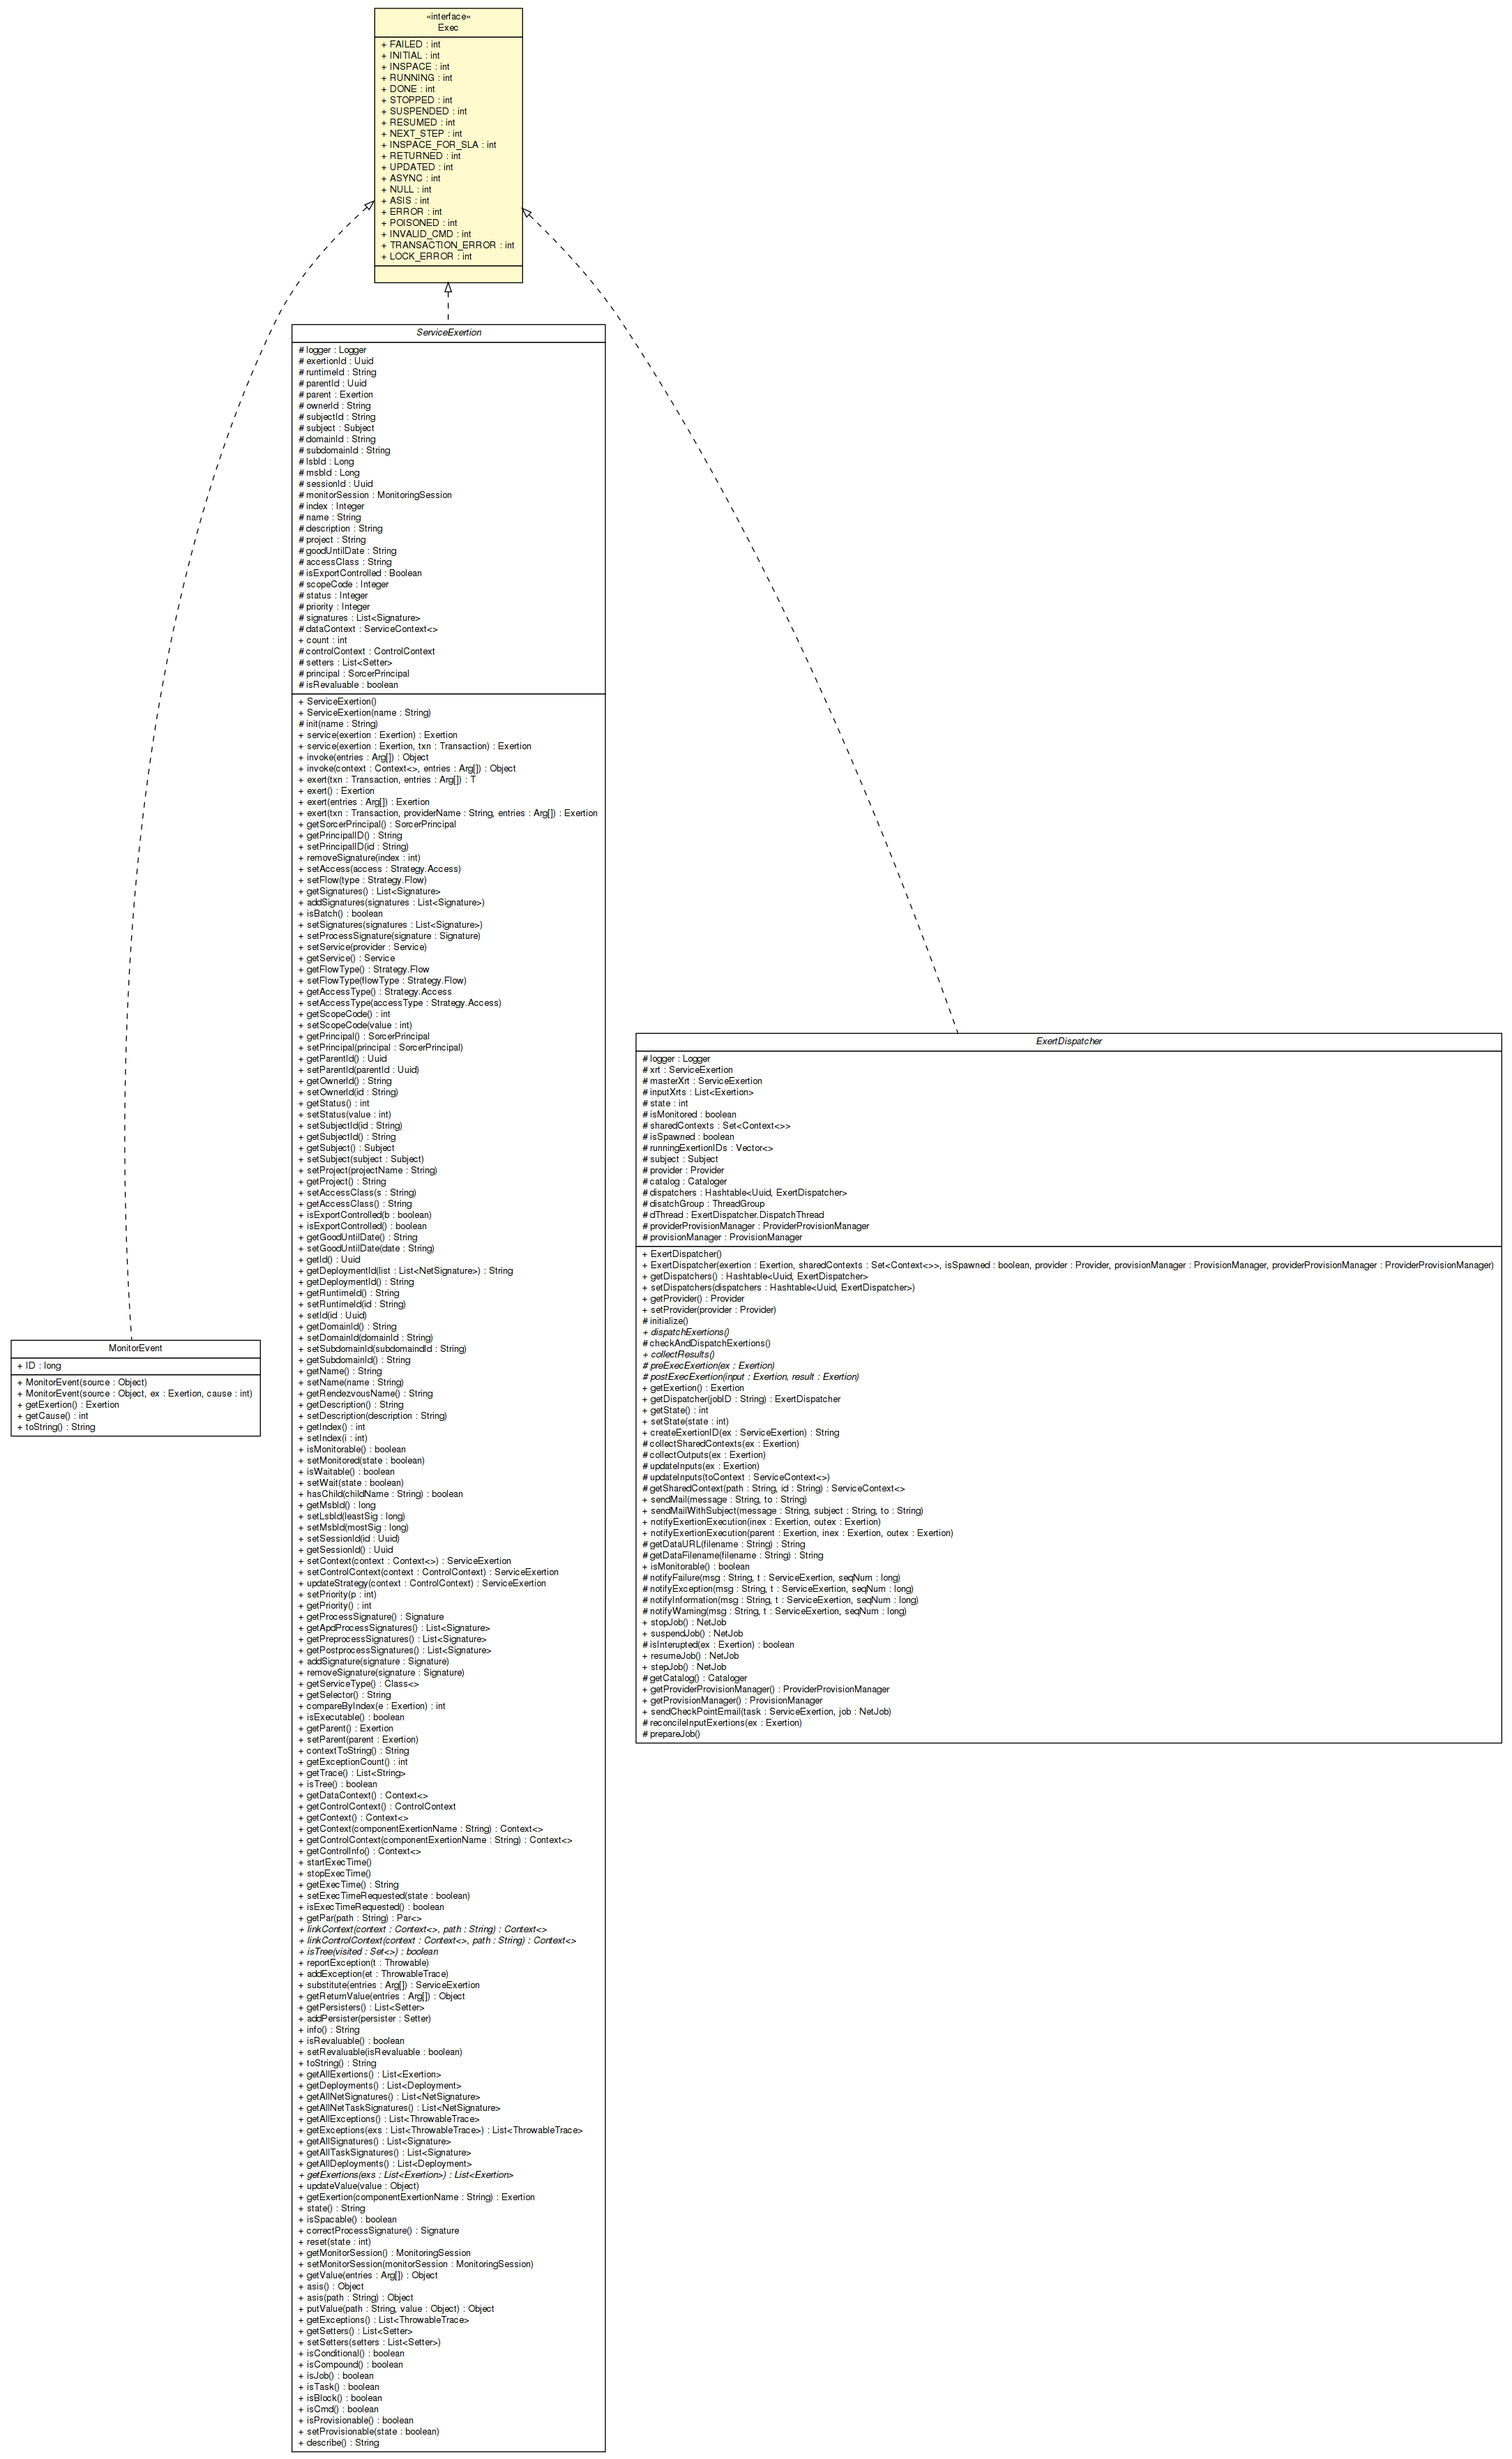 «interface»
Exec
+ FAILED : int
+ INITIAL : int
+ INSPACE : int
+ RUNNING : int
+ DONE : int
+ STOPPED : int
+ SUSPENDED : int
+ RESUMED : int
+ NEXT_STEP : int
+ INSPACE_FOR_SLA : int
+ RETURNED : int
+ UPDATED : int
+ ASYNC : int
+ NULL : int
+ ASIS : int
+ ERROR : int
+ POISONED : int
+ INVALID_CMD : int
+ TRANSACTION_ERROR : int
+ LOCK_ERROR : int
ServiceExertion
# logger : Logger
# exertionId : Uuid
# runtimeId : String
# parentId : Uuid
# parent : Exertion
# ownerId : String
# subjectId : String
# subject : Subject
# domainId : String
# subdomainId : String
# lsbId : Long
# msbId : Long
# sessionId : Uuid
# monitorSession : MonitoringSession
# index : Integer
# name : String
# description : String
# project : String
# goodUntilDate : String
# accessClass : String
# isExportControlled : Boolean
# scopeCode : Integer
# status : Integer
# priority : Integer
# signatures : List<Signature>
# dataContext : ServiceContext<>
+ count : int
# controlContext : ControlContext
# setters : List<Setter>
# principal : SorcerPrincipal
# isRevaluable : boolean
+ ServiceExertion()
+ ServiceExertion(name : String)
# init(name : String)
+ service(exertion : Exertion) : Exertion
+ service(exertion : Exertion, txn : Transaction) : Exertion
+ invoke(entries : Arg[]) : Object
+ invoke(context : Context<>, entries : Arg[]) : Object
+ exert(txn : Transaction, entries : Arg[]) : T
+ exert() : Exertion
+ exert(entries : Arg[]) : Exertion
+ exert(txn : Transaction, providerName : String, entries : Arg[]) : Exertion
+ getSorcerPrincipal() : SorcerPrincipal
+ getPrincipalID() : String
+ setPrincipalID(id : String)
+ removeSignature(index : int)
+ setAccess(access : Strategy.Access)
+ setFlow(type : Strategy.Flow)
+ getSignatures() : List<Signature>
+ addSignatures(signatures : List<Signature>)
+ isBatch() : boolean
+ setSignatures(signatures : List<Signature>)
+ setProcessSignature(signature : Signature)
+ setService(provider : Service)
+ getService() : Service
+ getFlowType() : Strategy.Flow
+ setFlowType(flowType : Strategy.Flow)
+ getAccessType() : Strategy.Access
+ setAccessType(accessType : Strategy.Access)
+ getScopeCode() : int
+ setScopeCode(value : int)
+ getPrincipal() : SorcerPrincipal
+ setPrincipal(principal : SorcerPrincipal)
+ getParentId() : Uuid
+ setParentId(parentId : Uuid)
+ getOwnerId() : String
+ setOwnerId(id : String)
+ getStatus() : int
+ setStatus(value : int)
+ setSubjectId(id : String)
+ getSubjectId() : String
+ getSubject() : Subject
+ setSubject(subject : Subject)
+ setProject(projectName : String)
+ getProject() : String
+ setAccessClass(s : String)
+ getAccessClass() : String
+ isExportControlled(b : boolean)
+ isExportControlled() : boolean
+ getGoodUntilDate() : String
+ setGoodUntilDate(date : String)
+ getId() : Uuid
+ getDeploymentId(list : List<NetSignature>) : String
+ getDeploymentId() : String
+ getRuntimeId() : String
+ setRuntimeId(id : String)
+ setId(id : Uuid)
+ getDomainId() : String
+ setDomainId(domainId : String)
+ setSubdomainId(subdomaindId : String)
+ getSubdomainId() : String
+ getName() : String
+ setName(name : String)
+ getRendezvousName() : String
+ getDescription() : String
+ setDescription(description : String)
+ getIndex() : int
+ setIndex(i : int)
+ isMonitorable() : boolean
+ setMonitored(state : boolean)
+ isWaitable() : boolean
+ setWait(state : boolean)
+ hasChild(childName : String) : boolean
+ getMsbId() : long
+ setLsbId(leastSig : long)
+ setMsbId(mostSig : long)
+ setSessionId(id : Uuid)
+ getSessionId() : Uuid
+ setContext(context : Context<>) : ServiceExertion
+ setControlContext(context : ControlContext) : ServiceExertion
+ updateStrategy(context : ControlContext) : ServiceExertion
+ setPriority(p : int)
+ getPriority() : int
+ getProcessSignature() : Signature
+ getApdProcessSignatures() : List<Signature>
+ getPreprocessSignatures() : List<Signature>
+ getPostprocessSignatures() : List<Signature>
+ addSignature(signature : Signature)
+ removeSignature(signature : Signature)
+ getServiceType() : Class<>
+ getSelector() : String
+ compareByIndex(e : Exertion) : int
+ isExecutable() : boolean
+ getParent() : Exertion
+ setParent(parent : Exertion)
+ contextToString() : String
+ getExceptionCount() : int
+ getTrace() : List<String>
+ isTree() : boolean
+ getDataContext() : Context<>
+ getControlContext() : ControlContext
+ getContext() : Context<>
+ getContext(componentExertionName : String) : Context<>
+ getControlContext(componentExertionName : String) : Context<>
+ getControlInfo() : Context<>
+ startExecTime()
+ stopExecTime()
+ getExecTime() : String
+ setExecTimeRequested(state : boolean)
+ isExecTimeRequested() : boolean
+ getPar(path : String) : Par<>
+ linkContext(context : Context<>, path : String) : Context<>
+ linkControlContext(context : Context<>, path : String) : Context<>
+ isTree(visited : Set<>) : boolean
+ reportException(t : Throwable)
+ addException(et : ThrowableTrace)
+ substitute(entries : Arg[]) : ServiceExertion
+ getReturnValue(entries : Arg[]) : Object
+ getPersisters() : List<Setter>
+ addPersister(persister : Setter)
+ info() : String
+ isRevaluable() : boolean
+ setRevaluable(isRevaluable : boolean)
+ toString() : String
+ getAllExertions() : List<Exertion>
+ getDeployments() : List<Deployment>
+ getAllNetSignatures() : List<NetSignature>
+ getAllNetTaskSignatures() : List<NetSignature>
+ getAllExceptions() : List<ThrowableTrace>
+ getExceptions(exs : List<ThrowableTrace>) : List<ThrowableTrace>
+ getAllSignatures() : List<Signature>
+ getAllTaskSignatures() : List<Signature>
+ getAllDeployments() : List<Deployment>
+ getExertions(exs : List<Exertion>) : List<Exertion>
+ updateValue(value : Object)
+ getExertion(componentExertionName : String) : Exertion
+ state() : String
+ isSpacable() : boolean
+ correctProcessSignature() : Signature
+ reset(state : int)
+ getMonitorSession() : MonitoringSession
+ setMonitorSession(monitorSession : MonitoringSession)
+ getValue(entries : Arg[]) : Object
+ asis() : Object
+ asis(path : String) : Object
+ putValue(path : String, value : Object) : Object
+ getExceptions() : List<ThrowableTrace>
+ getSetters() : List<Setter>
+ setSetters(setters : List<Setter>)
+ isConditional() : boolean
+ isCompound() : boolean
+ isJob() : boolean
+ isTask() : boolean
+ isBlock() : boolean
+ isCmd() : boolean
+ isProvisionable() : boolean
+ setProvisionable(state : boolean)
+ describe() : String
ExertDispatcher
# logger : Logger
# xrt : ServiceExertion
# masterXrt : ServiceExertion
# inputXrts : List<Exertion>
# state : int
# isMonitored : boolean
# sharedContexts : Set<Context<>>
# isSpawned : boolean
# runningExertionIDs : Vector<>
# subject : Subject
# provider : Provider
# catalog : Cataloger
# dispatchers : Hashtable<Uuid, ExertDispatcher>
# disatchGroup : ThreadGroup
# dThread : ExertDispatcher.DispatchThread
# providerProvisionManager : ProviderProvisionManager
# provisionManager : ProvisionManager
+ ExertDispatcher()
+ ExertDispatcher(exertion : Exertion, sharedContexts : Set<Context<>>, isSpawned : boolean, provider : Provider, provisionManager : ProvisionManager, providerProvisionManager : ProviderProvisionManager)
+ getDispatchers() : Hashtable<Uuid, ExertDispatcher>
+ setDispatchers(dispatchers : Hashtable<Uuid, ExertDispatcher>)
+ getProvider() : Provider
+ setProvider(provider : Provider)
# initialize()
+ dispatchExertions()
# checkAndDispatchExertions()
+ collectResults()
# preExecExertion(ex : Exertion)
# postExecExertion(input : Exertion, result : Exertion)
+ getExertion() : Exertion
+ getDispatcher(jobID : String) : ExertDispatcher
+ getState() : int
+ setState(state : int)
+ createExertionID(ex : ServiceExertion) : String
# collectSharedContexts(ex : Exertion)
# collectOutputs(ex : Exertion)
# updateInputs(ex : Exertion)
# updateInputs(toContext : ServiceContext<>)
# getSharedContext(path : String, id : String) : ServiceContext<>
+ sendMail(message : String, to : String)
+ sendMailWithSubject(message : String, subject : String, to : String)
+ notifyExertionExecution(inex : Exertion, outex : Exertion)
+ notifyExertionExecution(parent : Exertion, inex : Exertion, outex : Exertion)
# getDataURL(filename : String) : String
# getDataFilename(filename : String) : String
+ isMonitorable() : boolean
# notifyFailure(msg : String, t : ServiceExertion, seqNum : long)
# notifyException(msg : String, t : ServiceExertion, seqNum : long)
# notifyInformation(msg : String, t : ServiceExertion, seqNum : long)
# notifyWarning(msg : String, t : ServiceExertion, seqNum : long)
+ stopJob() : NetJob
+ suspendJob() : NetJob
# isInterupted(ex : Exertion) : boolean
+ resumeJob() : NetJob
+ stepJob() : NetJob
# getCatalog() : Cataloger
+ getProviderProvisionManager() : ProviderProvisionManager
+ getProvisionManager() : ProvisionManager
+ sendCheckPointEmail(task : ServiceExertion, job : NetJob)
# reconcileInputExertions(ex : Exertion)
# prepareJob()
MonitorEvent
+ ID : long
+ MonitorEvent(source : Object)
+ MonitorEvent(source : Object, ex : Exertion, cause : int)
+ getExertion() : Exertion
+ getCause() : int
+ toString() : String